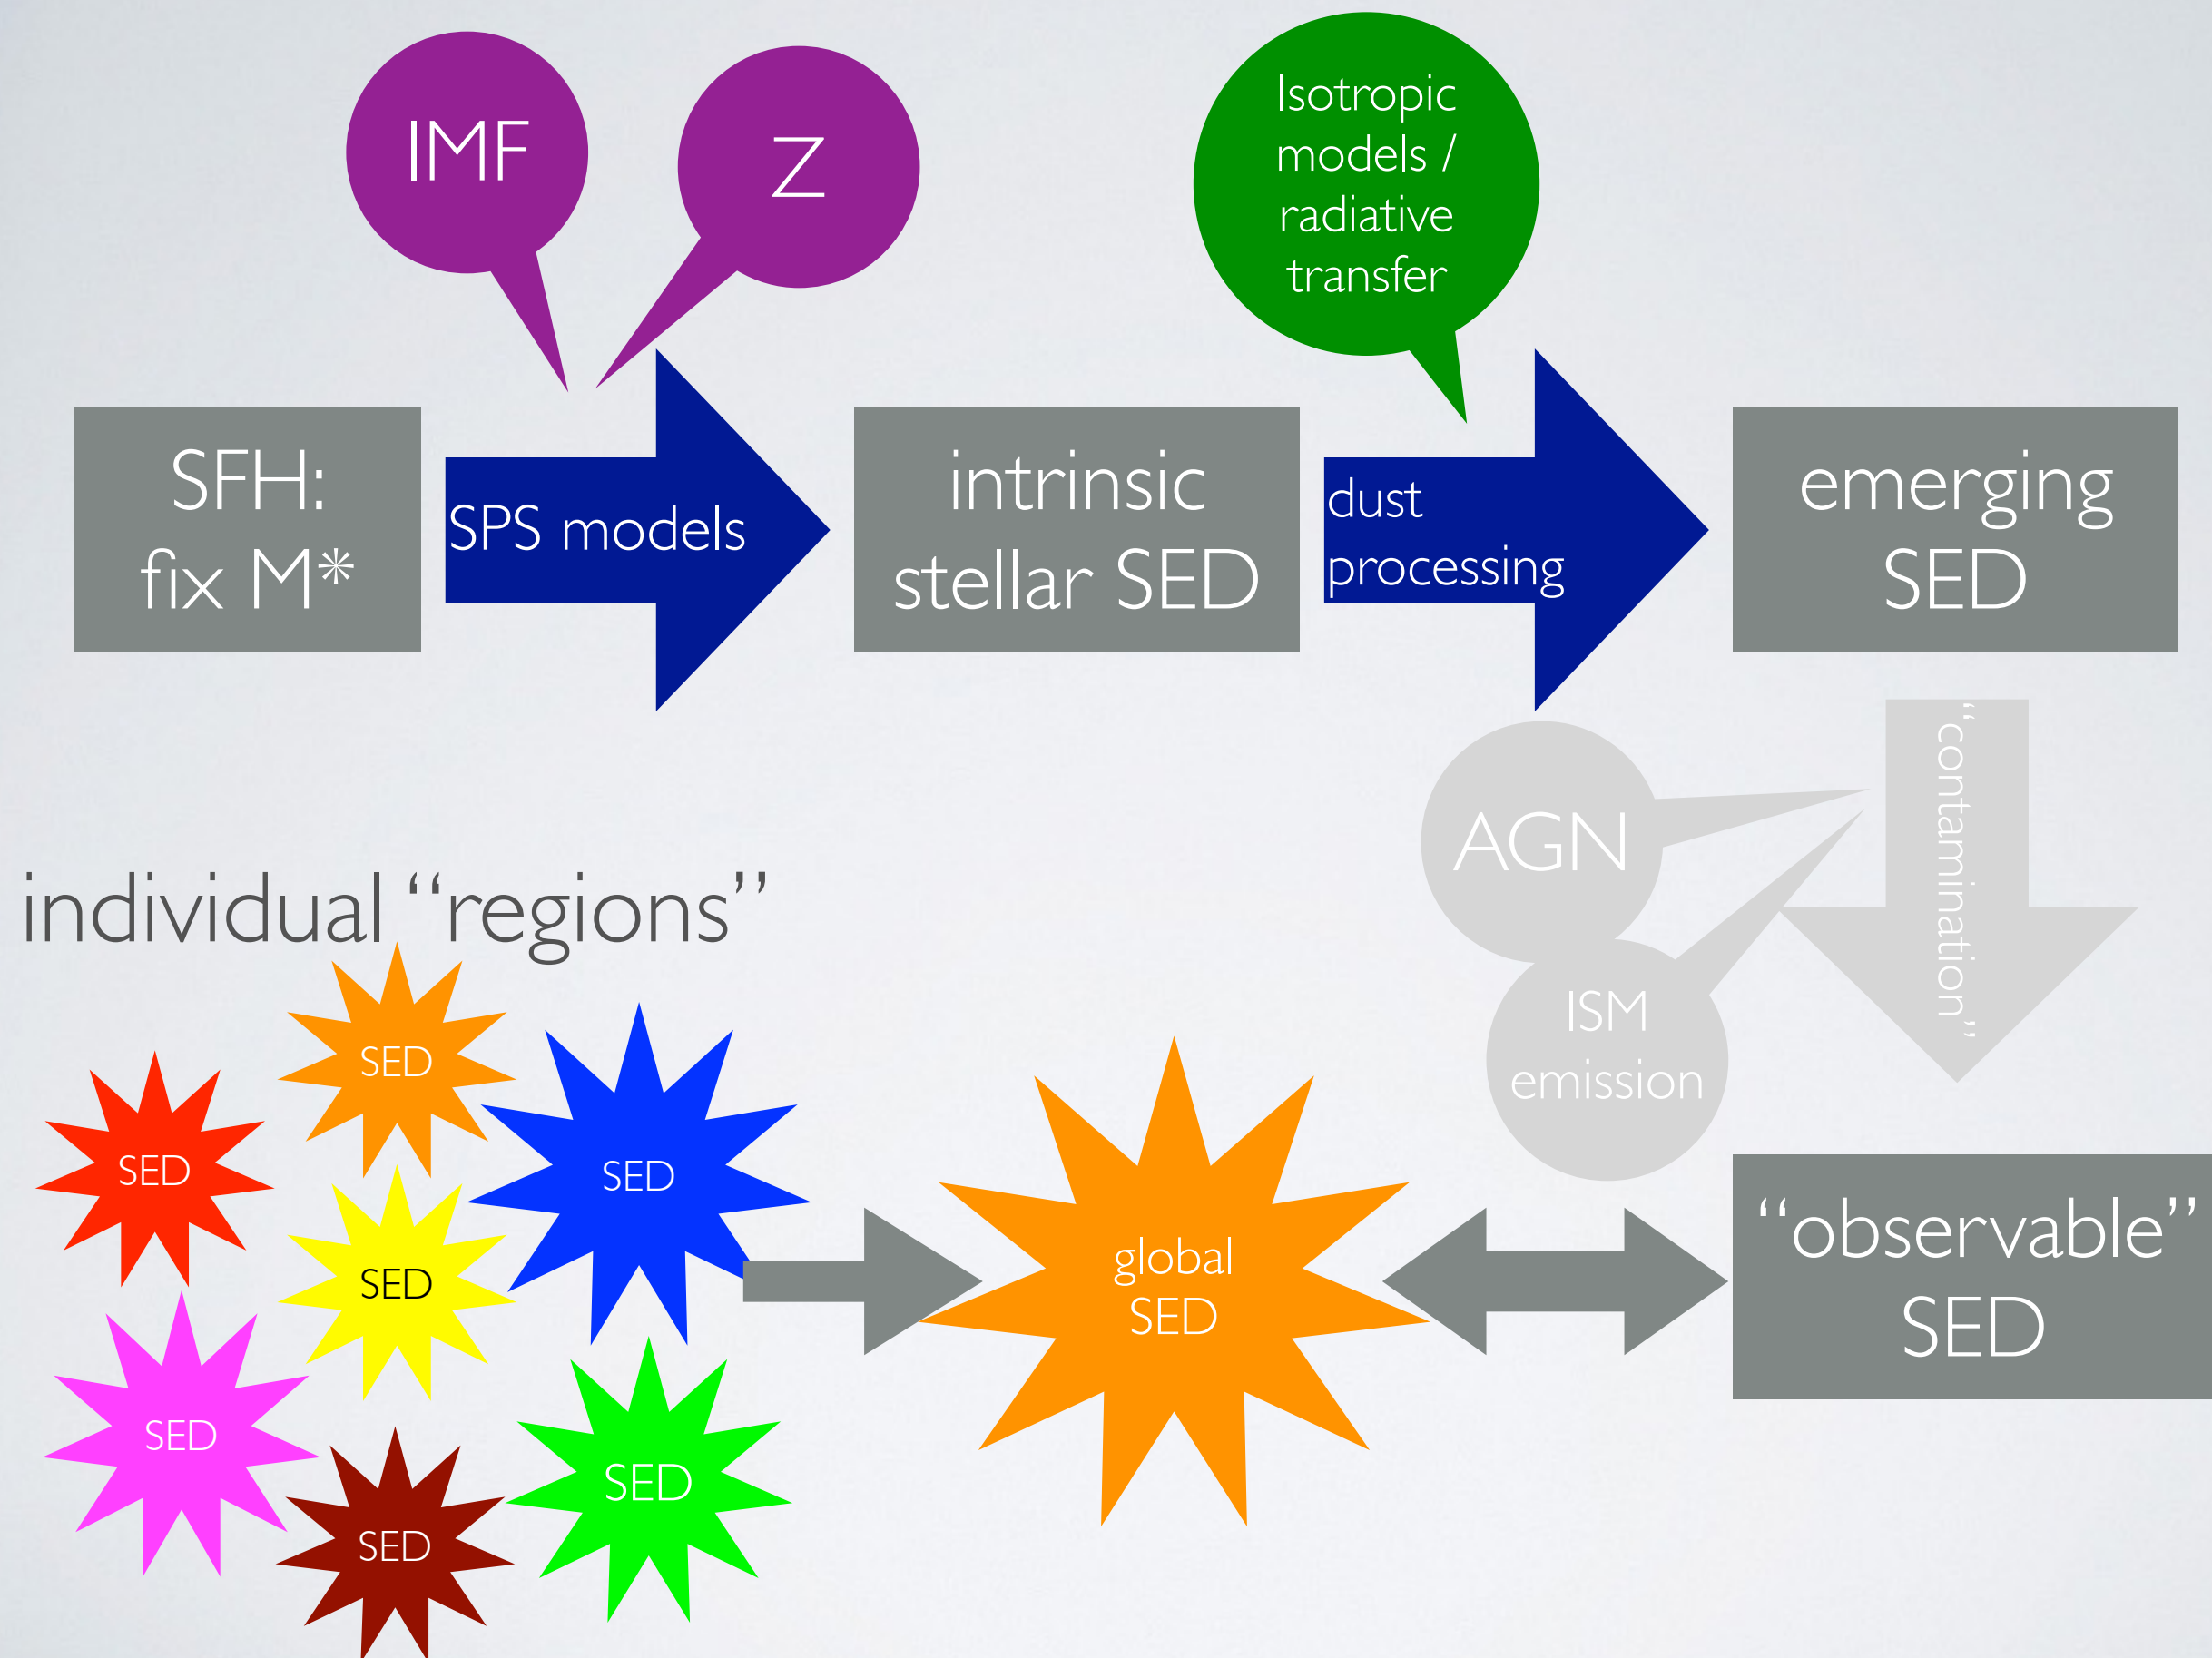 IMF
Z
Isotropic
models /
radiative
transfer
SFH:
fix M*
SPS models
intrinsic
stellar SED
dust
processing
emerging
SED
“contamination”
AGN
ISM
emission
individual “regions”
SED
SED
SED
SED
SED
SED
SED
global
SED
“observable”
SED